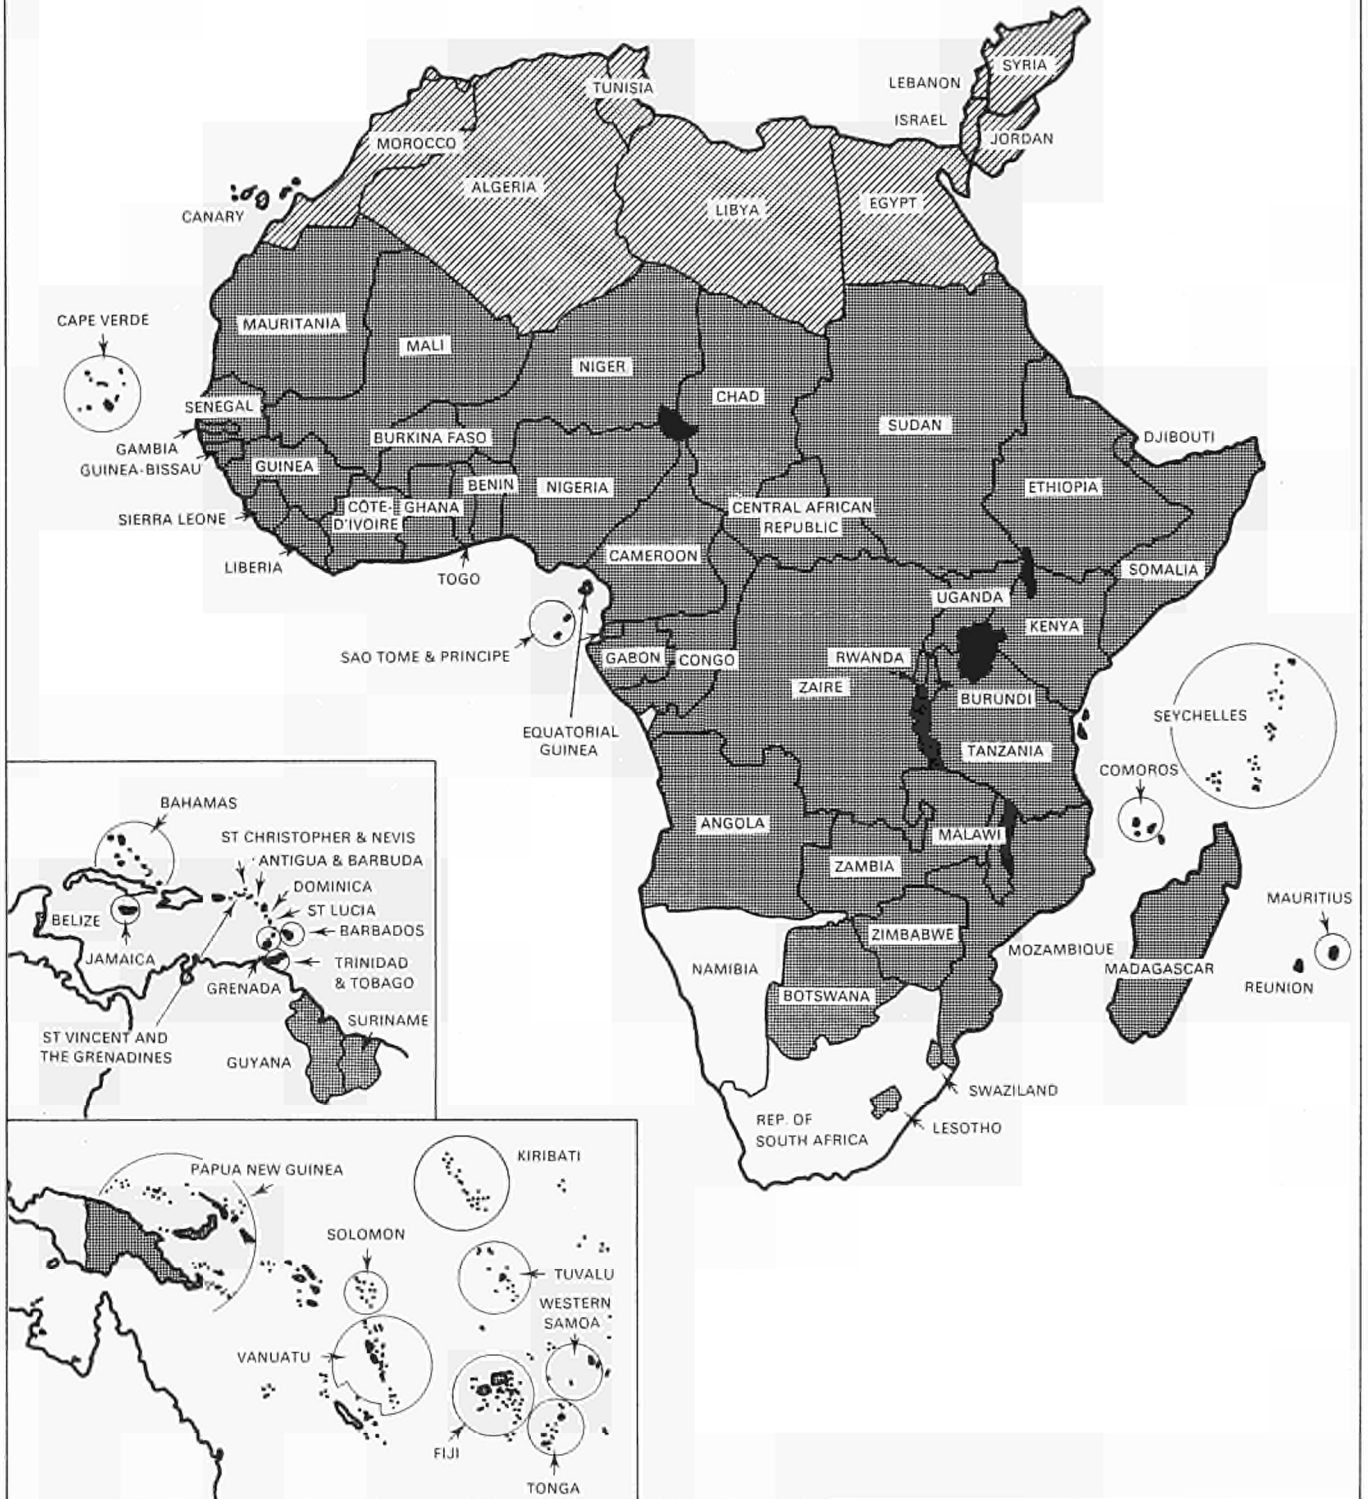 SYRIA
LEBANON
TUNISIA
ISRAEL
JORDAN
MOROCCO
ALGERIA
LIBYA
EGYPT
CANARY
CAPE VERDE
MAURITANIA
MALI
NIGER
CHAD
SUDAN
SENEGAL
BURKINA FASO
DJIBOUTI
GAMBIA
GUINEA-BISSAU
GUINEA
BENIN
NIGERIA
ETHIOPIA
CÔTE-
D'IVOIRE
GHANA
CENTRAL AFRICAN
REPUBLIC
SIERRA LEONE
CAMEROON
LIBERIA
TOGO
SOMALIA
UGANDA
KENYA
SAO TOME & PRINCIPE
GABON
CONGO
RWANDA
ZAIRE
BURUNDI
SEYCHELLES
EQUATORIAL
GUINEA
TANZANIA
COMOROS
ANGOLA
MALAWI
ZAMBIA
MAURITIUS
ZIMBABWE
MOZAMBIQUE
NAMIBIA
MADAGASCAR
REUNION
BOTSWANA
SWAZILAND
REP. OF
SOUTH AFRICA
LESOTHO
BAHAMAS
ST CHRISTOPHER & NEVIS
ANTIGUA & BARBUDA
DOMINICA
ST LUCIA
BELIZE
BARBADOS
JAMAICA
TRINIDAD
& TOBAGO
GRENADA
SURINAME
ST VINCENT AND
THE GRENADINES
GUYANA
PAPUA NEW GUINEA
KIRIBATI
SOLOMON
TUVALU
WESTERN
SAMOA
VANUATU
FIJI
TONGA